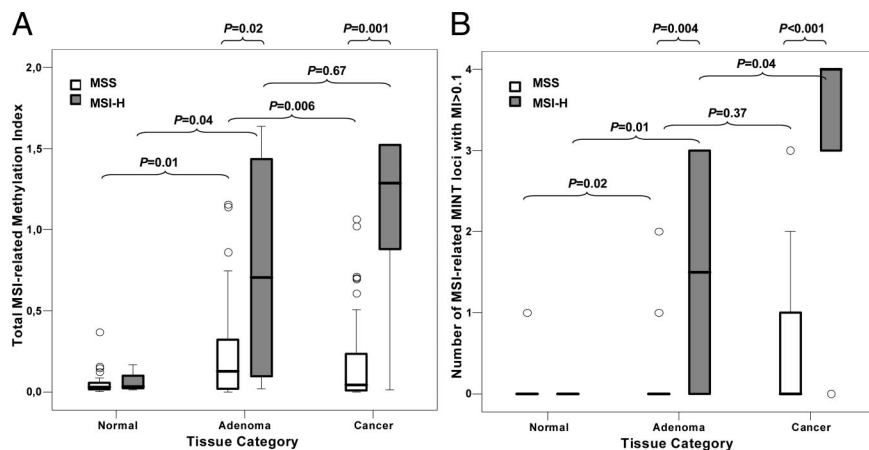 A
P=0.02
P=0.001
2,0
MSS
MSI-H
P=0.67
P=0.006
P=0.04
1,5
P=0.01
1,0
0,5
0,0
Total MSI-related Methylation Index
Normal
Adenoma
Cancer
Tissue Category
B
P=0.004
P<0.001
4
MSS
MSI-H
P=0.04
P=0.37
P=0.01
3
P=0.02
2
1
0
Number of MSI-related MINT loci with MI>0.1
Normal
Adenoma
Cancer
Tissue Category